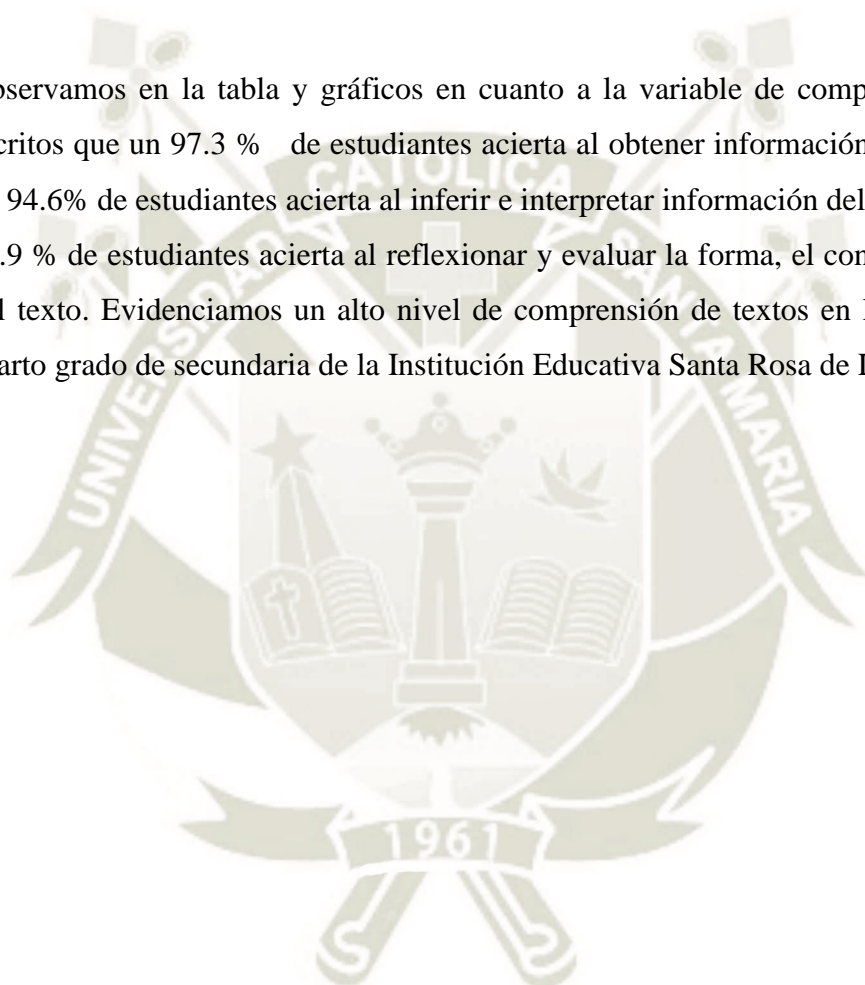 bservamos en la tabla y gráficos en cuanto a la variable de comp
critos que un 97.3 % de estudiantes acierta al obtener información
94.6% de estudiantes acierta al inferir e interpretar información del
.9 % de estudiantes acierta al reflexionar y evaluar la forma, el con
l texto. Evidenciamos un alto nivel de comprensión de textos en
arto grado de secundaria de la Institución Educativa Santa Rosa de
UNIVERSIDAD CATOLICA SANTA MARIA
1961